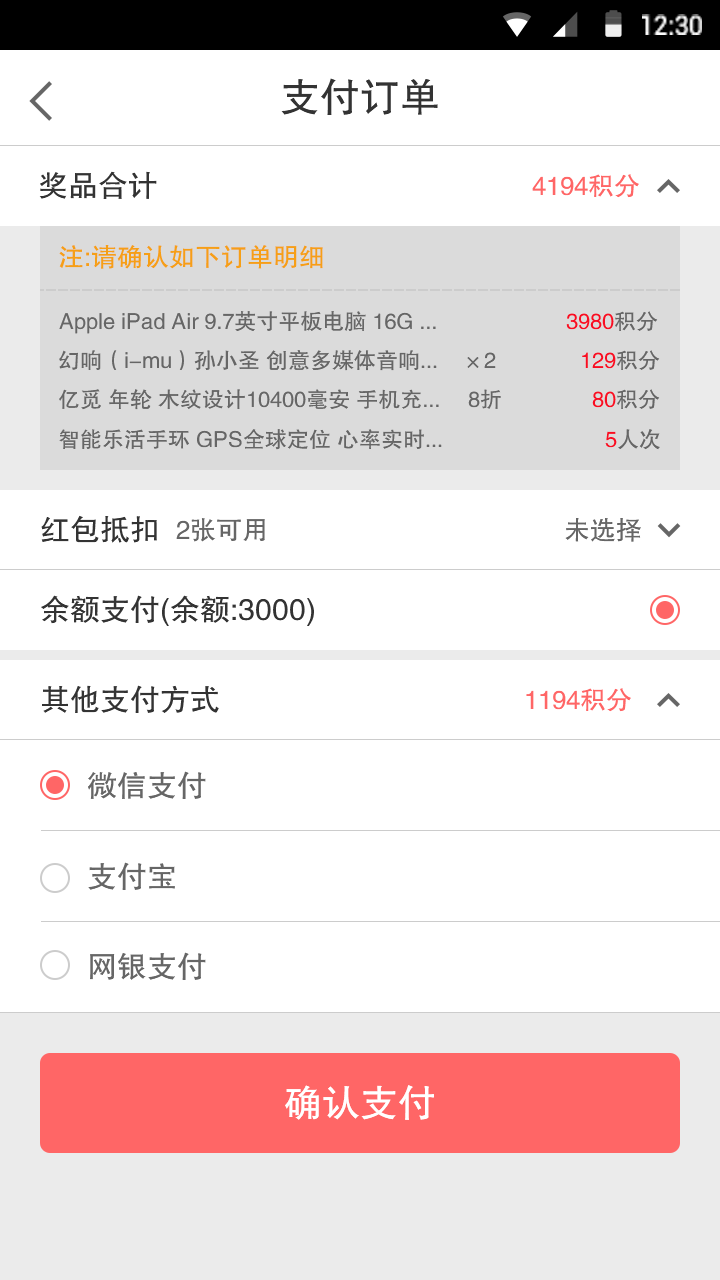 12:30
支付订单
奖品合计 4194积分
注:请确认如下订单明细
Apple iPad Air 9.7英寸平板电脑 16G ... 3980积分
幻响（i-mu）孙小圣 创意多媒体音响... ×2 129积分
亿觅 年轮 木纹设计10400毫安 手机充... 8折 80积分
智能乐活手环 GPS全球定位 心率实时... 5人次
红包抵扣 2张可用 未选择
余额支付(余额:3000)
其他支付方式 1194积分
微信支付
支付宝
网银支付
确认支付